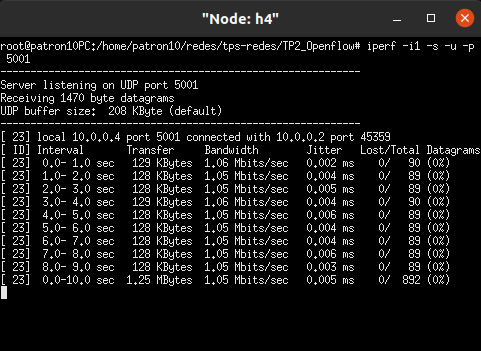 "Node: h4"
root@patron10PC:/home/patron10/redes/tps-redes/TP2_Openflow# iperf -i1 -s -u -p
 5001
------------------------------------------------------------
Server listening on UDP port 5001
Receiving 1470 byte datagrams
UDP buffer size:  208 KByte (default)
------------------------------------------------------------
[ 23] local 10.0.0.4 port 5001 connected with 10.0.0.2 port 45359
[ ID] Interval       Transfer     Bandwidth        Jitter   Lost/Total Datagrams
[ 23]  0.0- 1.0 sec   129 KBytes  1.06 Mbits/sec   0.002 ms    0/   90 (0%)
[ 23]  1.0- 2.0 sec   128 KBytes  1.05 Mbits/sec   0.004 ms    0/   89 (0%)
[ 23]  2.0- 3.0 sec   128 KBytes  1.05 Mbits/sec   0.005 ms    0/   89 (0%)
[ 23]  3.0- 4.0 sec   129 KBytes  1.06 Mbits/sec   0.004 ms    0/   90 (0%)
[ 23]  4.0- 5.0 sec   128 KBytes  1.05 Mbits/sec   0.006 ms    0/   89 (0%)
[ 23]  5.0- 6.0 sec   128 KBytes  1.05 Mbits/sec   0.004 ms    0/   89 (0%)
[ 23]  6.0- 7.0 sec   128 KBytes  1.05 Mbits/sec   0.004 ms    0/   89 (0%)
[ 23]  7.0- 8.0 sec   128 KBytes  1.05 Mbits/sec   0.006 ms    0/   89 (0%)
[ 23]  8.0- 9.0 sec   128 KBytes  1.05 Mbits/sec   0.003 ms    0/   89 (0%)
[ 23]  0.0-10.0 sec  1.25 MBytes  1.05 Mbits/sec   0.005 ms    0/  892 (0%)